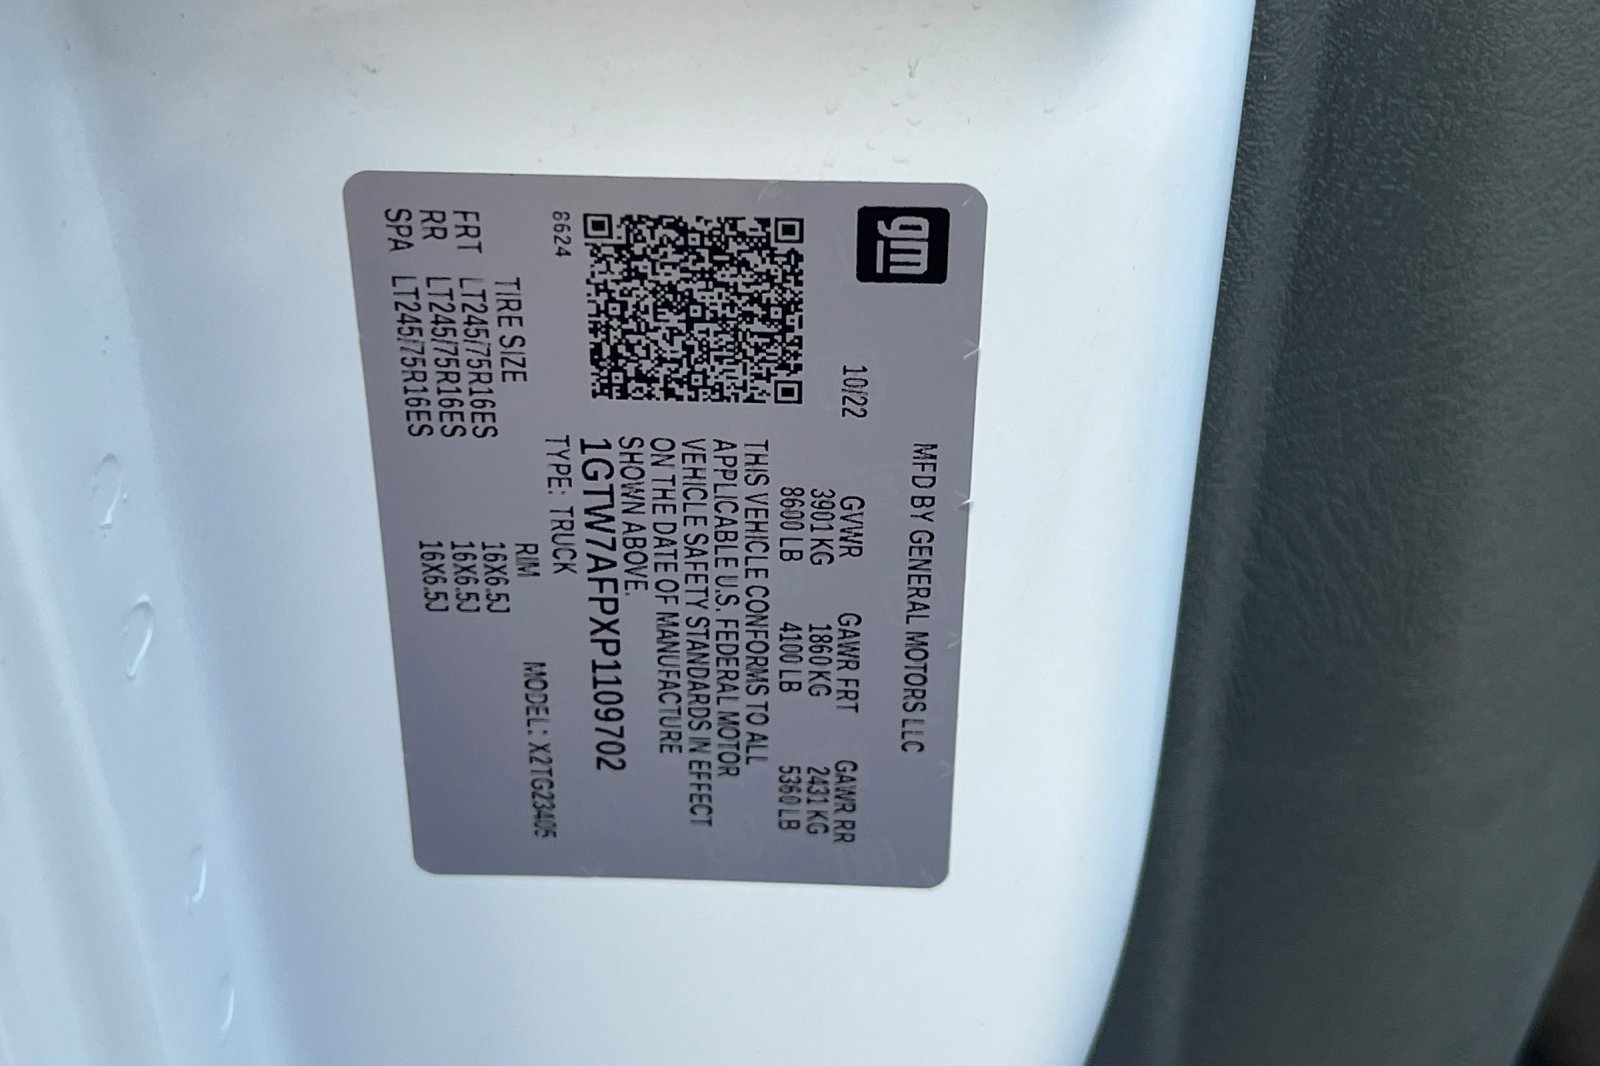 gm
MFD BY GENERAL MOTORS LLC
10/22
GVWR GAWR FRT GAWR RR
3901 KG 1860 KG 2431 KG
8600 LB 4100 LB 5360 LB
THIS VEHICLE CONFORMS TO ALL
APPLICABLE U.S. FEDERAL MOTOR
VEHICLE SAFETY STANDARDS IN EFFECT
ON THE DATE OF MANUFACTURE
SHOWN ABOVE.
1GTW7AFPXP1109702
8624
TYPE: TRUCK
MODEL: X2TG23405
TIRE SIZE RIM
FRT LT245/75R16ES 16X6.5J
RR LT245/75R16ES 16X6.5J
SPA LT245/75R16ES 16X6.5J